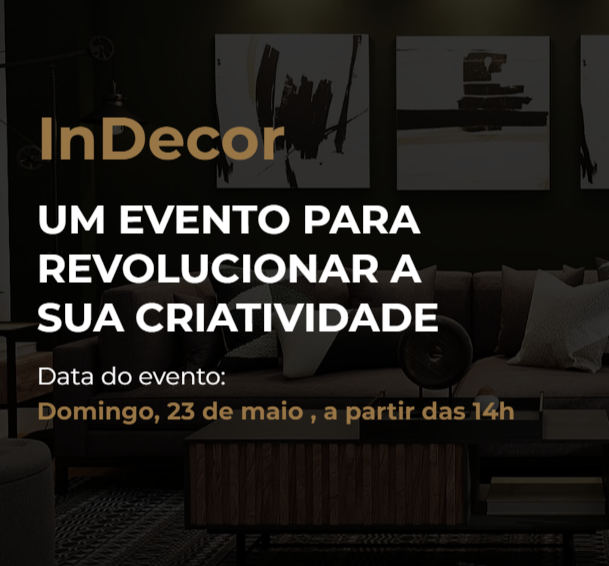 InDecor
UM EVENTO PARA
REVOLUCIONAR A
SUA CRIATIVIDADE
Data do evento:
Domingo, 23 de maio , a partir das 14h